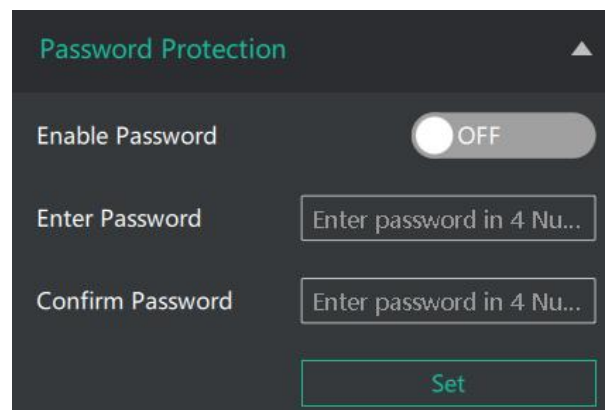 Password Protection
Enable Password OFF
Enter Password Enter password in 4 Nu...
Confirm Password Enter password in 4 Nu...
Set